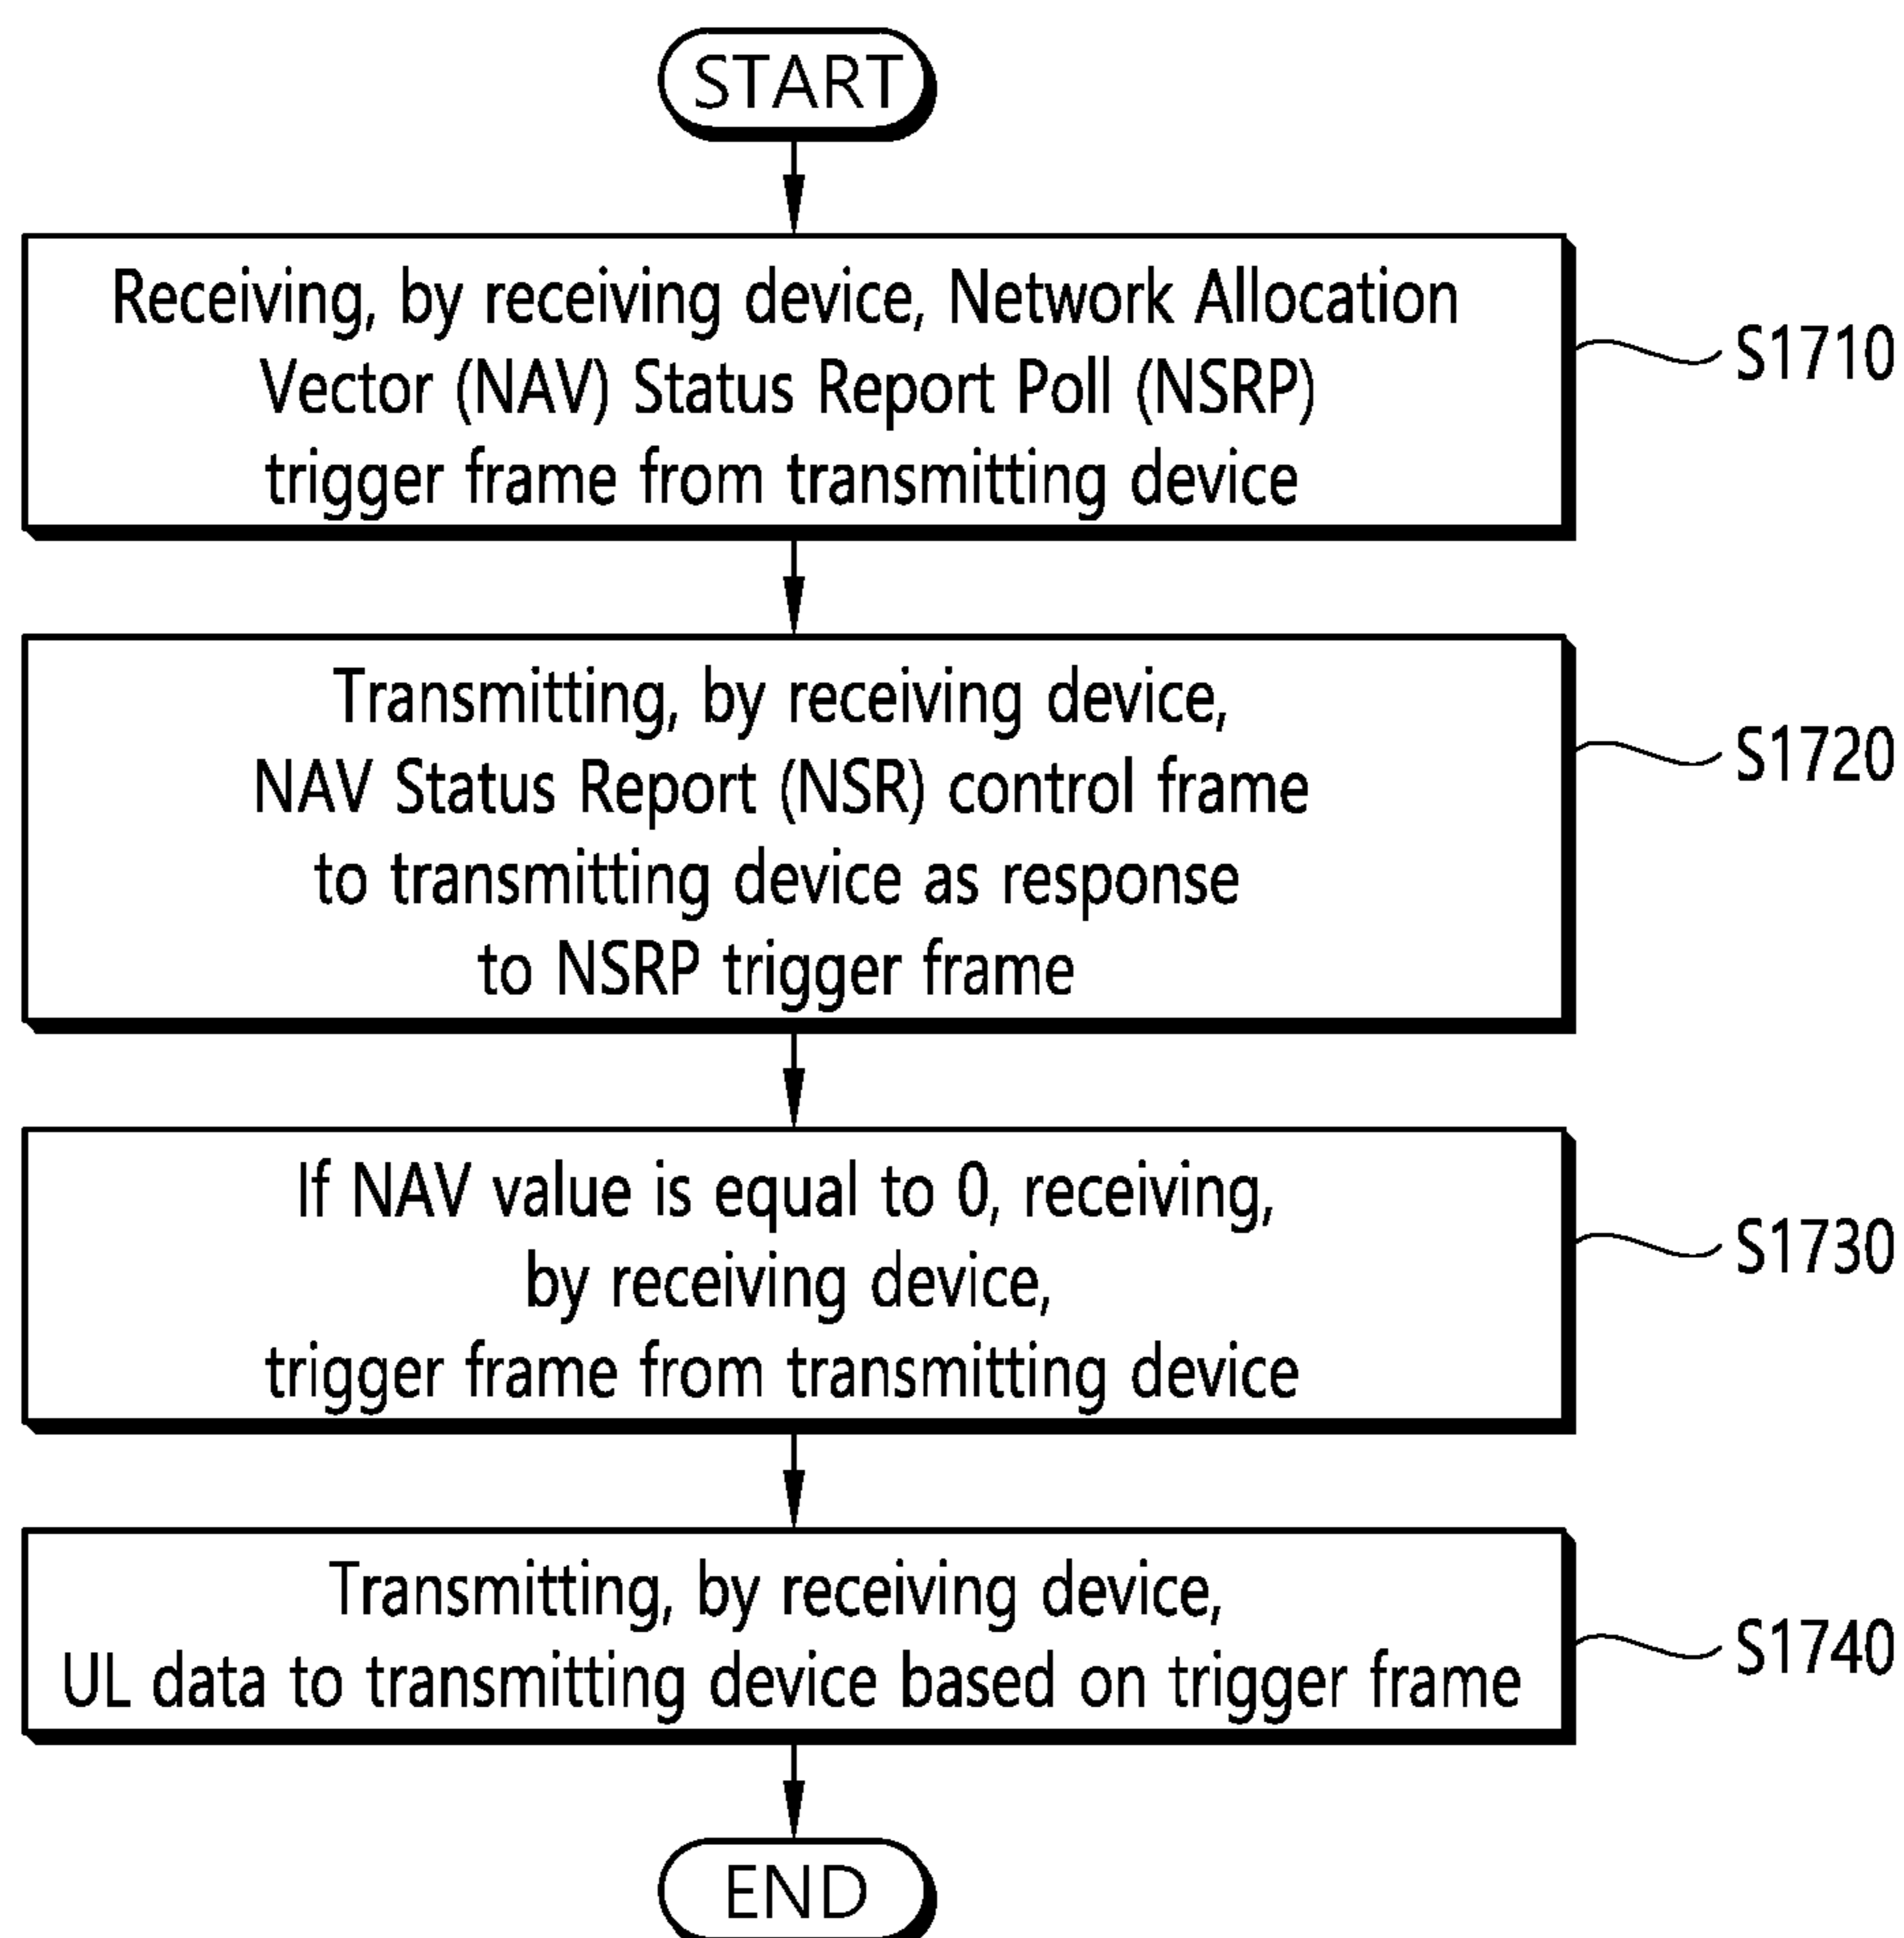 START
Receiving, by receiving device, Network Allocation
Vector (NAV) Status Report Poll (NSRP)
trigger frame from transmitting device
S1710
Transmitting, by receiving device,
NAV Status Report (NSR) control frame
to transmitting device as response
to NSRP trigger frame
S1720
If NAV value is equal to 0, receiving,
by receiving device,
trigger frame from transmitting device
S1730
Transmitting, by receiving device,
UL data to transmitting device based on trigger frame
S1740
END